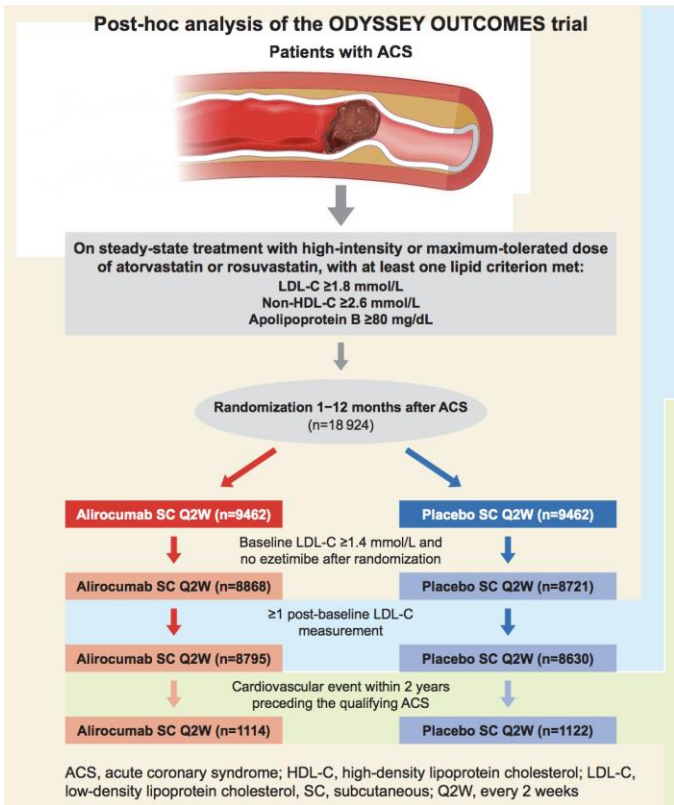 Post-hoc analysis of the ODYSSEY OUTCOMES trial
Patients with ACS
On steady-state treatment with high-intensity or maximum-tolerated dose
of atorvastatin or rosuvastatin, with at least one lipid criterion met:
LDL-C ≥1.8 mmol/L
Non-HDL-C ≥2.6 mmol/L
Apolipoprotein B ≥80 mg/dL
Randomization 1–12 months after ACS
(n=18 924)
Alirocumab SC Q2W (n=9462)
Placebo SC Q2W (n=9462)
Baseline LDL-C ≥1.4 mmol/L and
no ezetimibe after randomization
Alirocumab SC Q2W (n=8868)
Placebo SC Q2W (n=8721)
≥1 post-baseline LDL-C
measurement
Alirocumab SC Q2W (n=8795)
Placebo SC Q2W (n=8630)
Cardiovascular event within 2 years
preceding the qualifying ACS
Alirocumab SC Q2W (n=1114)
Placebo SC Q2W (n=1122)
ACS, acute coronary syndrome; HDL-C, high-density lipoprotein cholesterol; LDL-C,
low-density lipoprotein cholesterol, SC, subcutaneous; Q2W, every 2 weeks